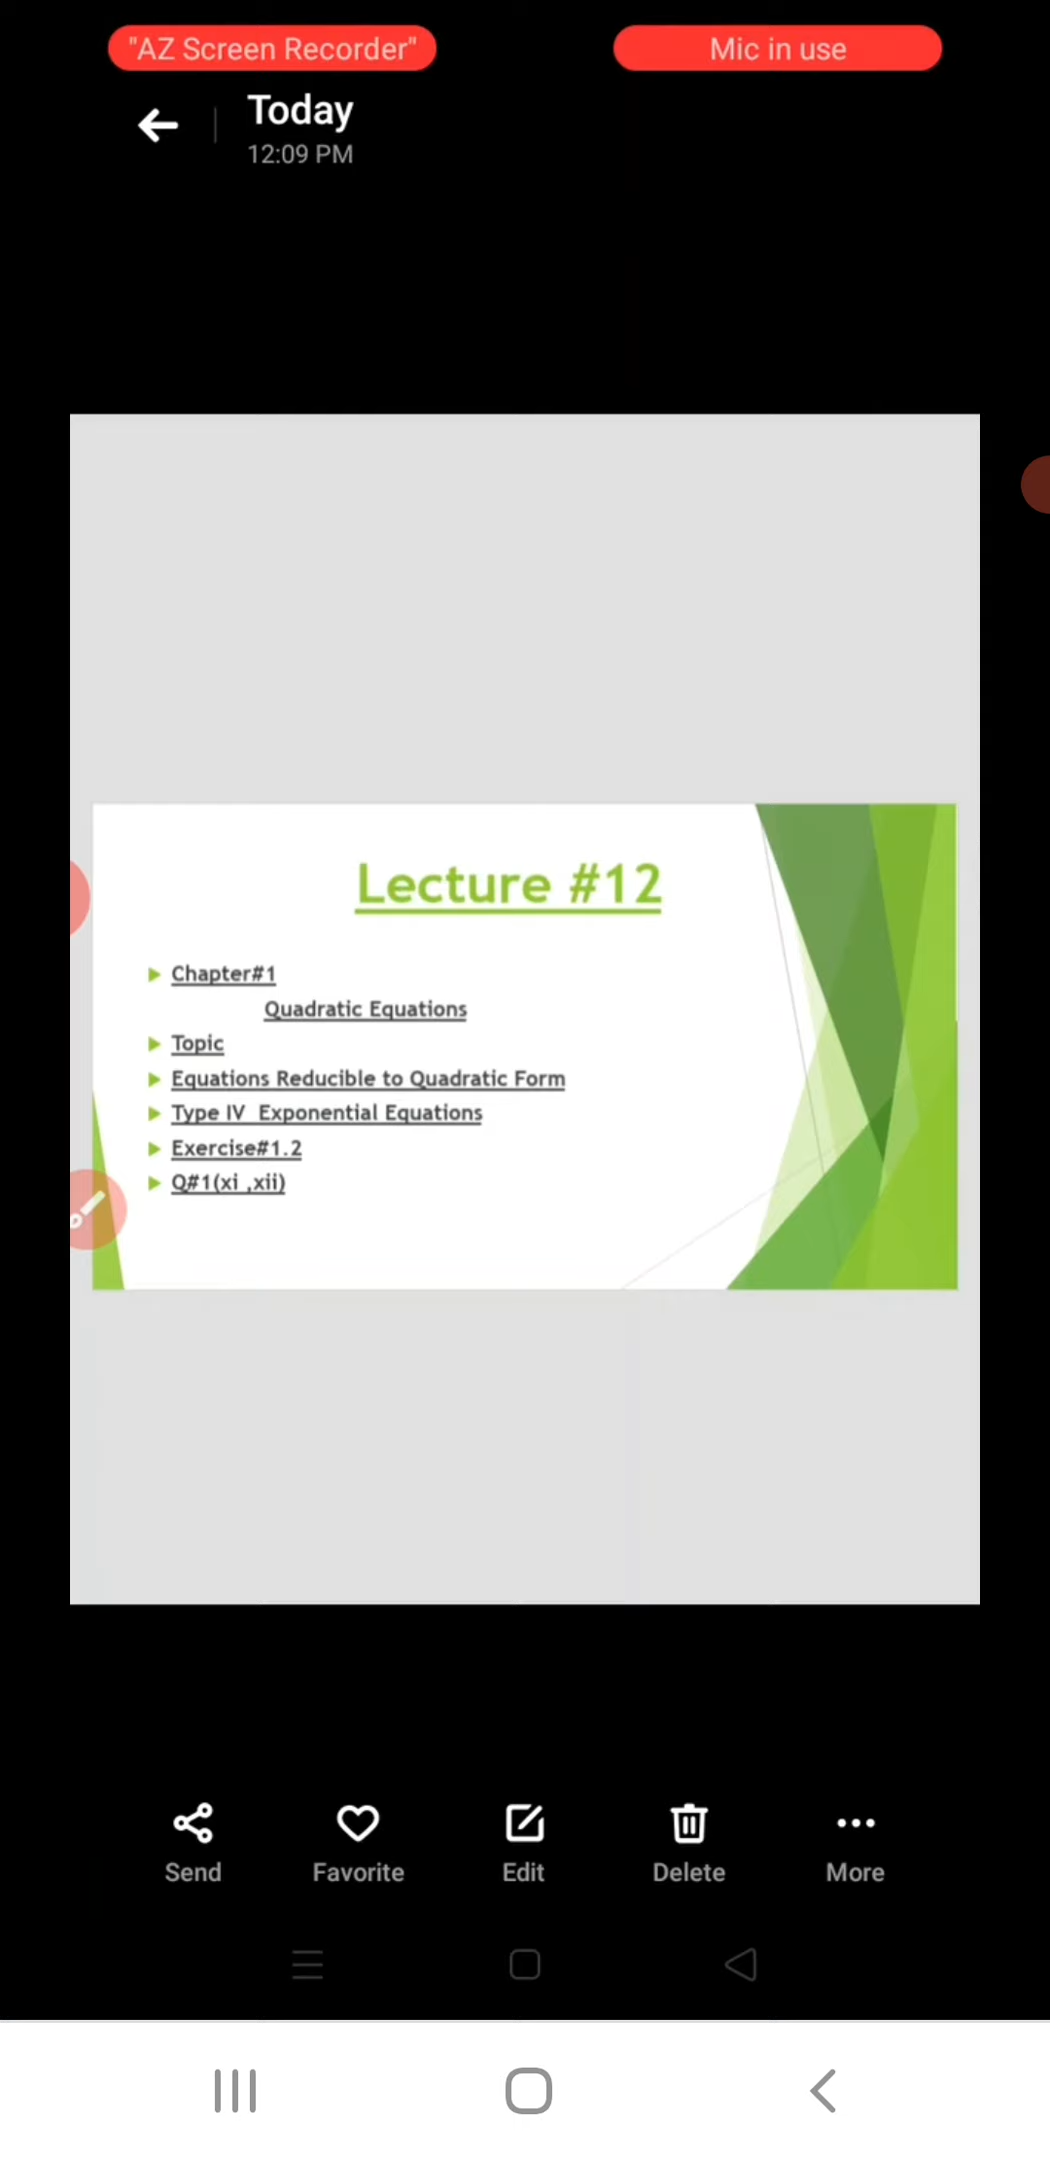 "AZ Screen Recorder"
Mic in use
Today
12:09 PM
Lecture #12
Chapter#1
Quadratic Equations
Topic
Equations Reducible to Quadratic Form
Type IV Exponential Equations
Exercise#1.2
Q#1(xi ,xii)
Send
Favorite
Edit
Delete
More